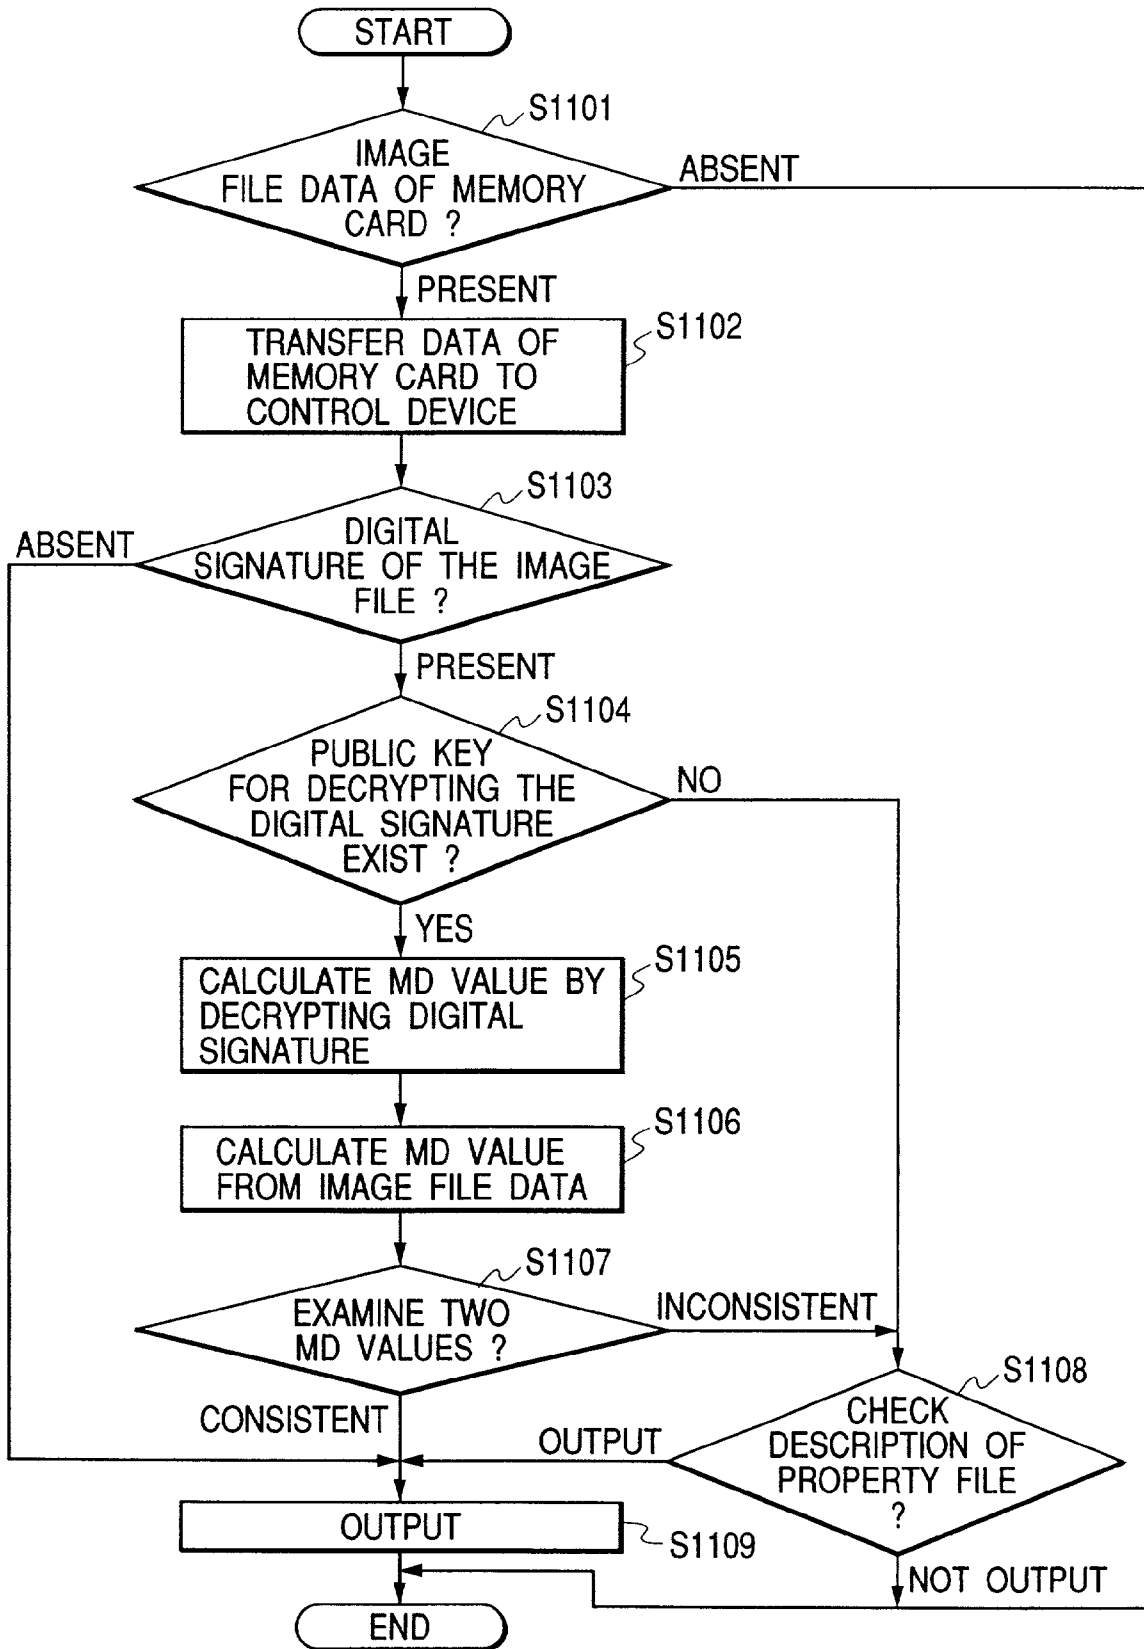 START
S1101
IMAGE
FILE DATA OF MEMORY
CARD ?
ABSENT
PRESENT
S1102
TRANSFER DATA OF
MEMORY CARD TO
CONTROL DEVICE
S1103
ABSENT
DIGITAL
SIGNATURE OF THE IMAGE
FILE ?
PRESENT
S1104
PUBLIC KEY
FOR DECRYPTING THE
DIGITAL SIGNATURE
EXIST ?
NO
YES
S1105
CALCULATE MD VALUE BY
DECRYPTING DIGITAL
SIGNATURE
S1106
CALCULATE MD VALUE
FROM IMAGE FILE DATA
S1107
EXAMINE TWO
MD VALUES ?
INCONSISTENT
S1108
CONSISTENT
OUTPUT
CHECK
DESCRIPTION OF
PROPERTY FILE
?
OUTPUT
S1109
NOT OUTPUT
END